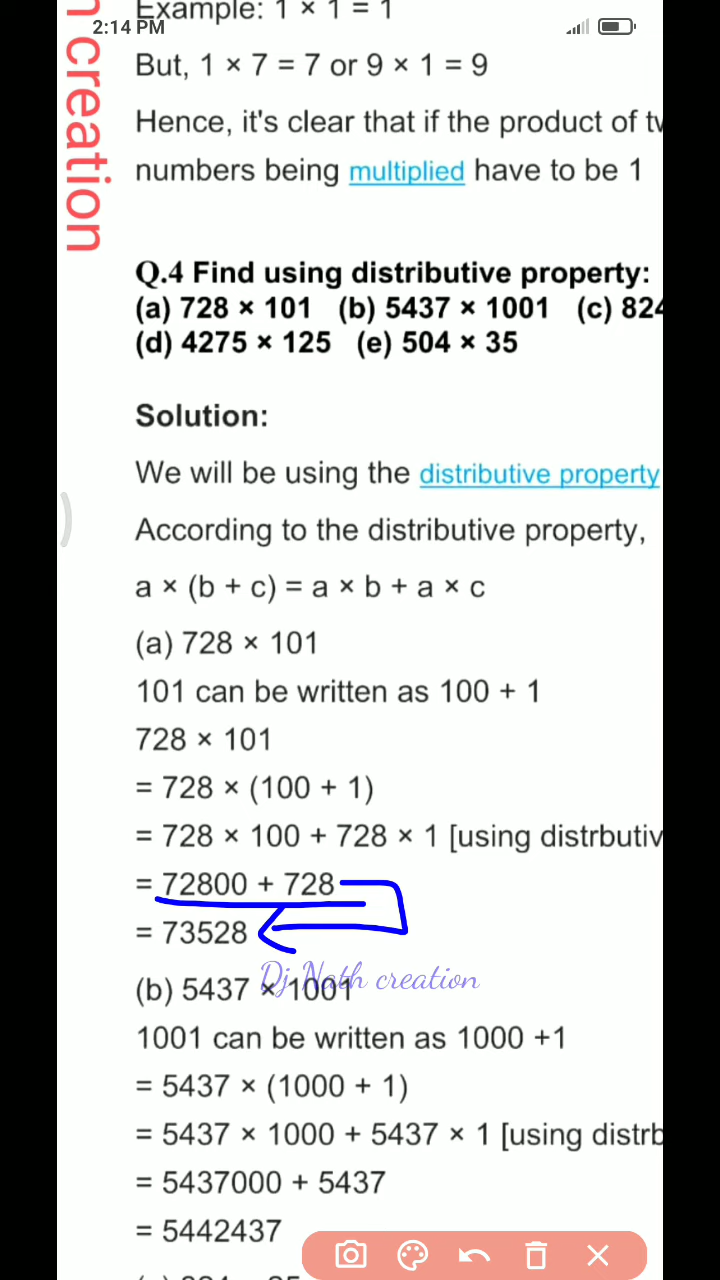 Example: 1 × 1 = 1
2:14 PM
n creation
But, 1 × 7 = 7 or 9 × 1 = 9
Hence, it's clear that if the product of
numbers being multiplied have to be 1
Q.4 Find using distributive property:
(a) 728 × 101 (b) 5437 × 1001 (c) 824
(d) 4275 × 125 (e) 504 × 35
Solution:
We will be using the distributive property
According to the distributive property,
a × (b + c) = a × b + a × c
(a) 728 × 101
101 can be written as 100 + 1
728 × 101
= 728 × (100 + 1)
= 728 × 100 + 728 × 1 [using distrbutiv
= 72800 + 728
= 73528
Dj Nath creation
(b) 5437 × 1001
1001 can be written as 1000 +1
= 5437 × (1000 + 1)
= 5437 × 1000 + 5437 × 1 [using distrb
= 5437000 + 5437
= 5442437